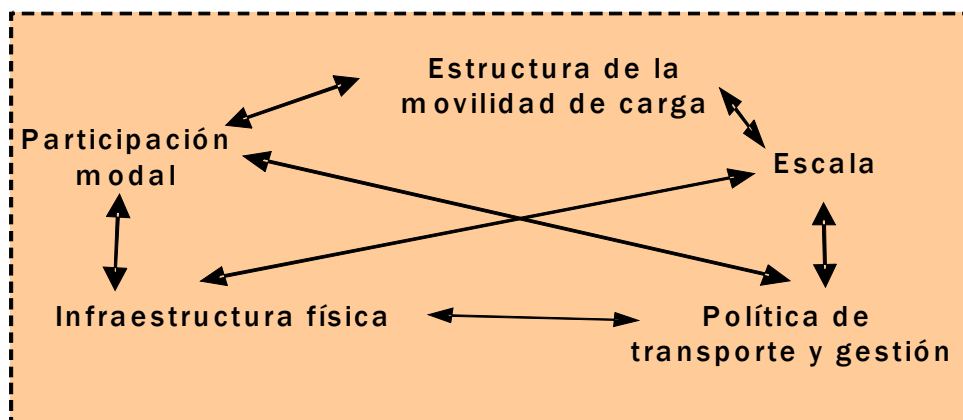 Estructura de la
movilidad de carga
Participación
modal
Escala
Infraestructura física
Política de
transporte y gestión